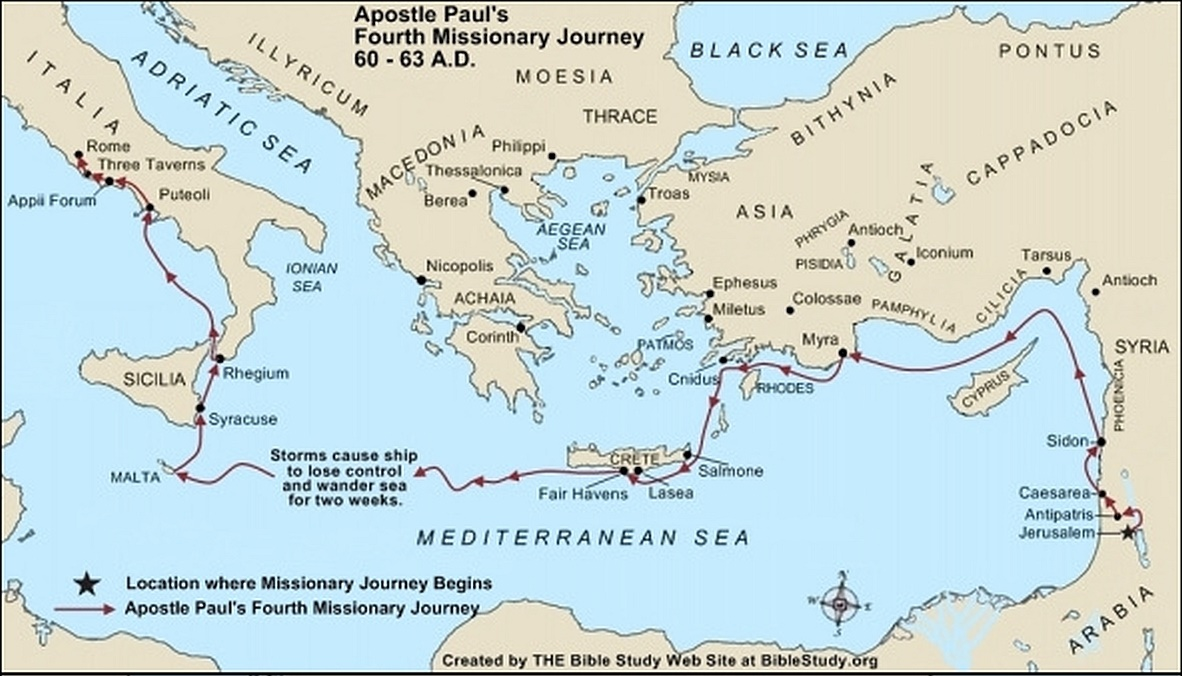 Apostle Paul's
Fourth Missionary Journey
60 - 63 A.D.
BLACK SEA
PONTUS
ITALIA
ADRIATIC SEA
ILLYRICUM
MOESIA
THRACE
BITHYNIA
CAPPADOCIA
Rome
Three Taverns
Appii Forum
Puteoli
MACEDONIA
Philippi
Thessalonica
Berea
MYSIA
Troas
ASIA
GALATIA
PHRYGIA
Antioch
PISIDIA
Iconium
AEGEAN
SEA
IONIAN
SEA
Nicopolis
ACHAIA
Corinth
Ephesus
Miletus
Colossae
PAMPHYLIA
CILICIA
Tarsus
Antioch
PATMOS
Myra
SYRIA
SICILIA
Rhegium
Cnidus
RHODES
CYPRUS
PHOENICIA
Syracuse
Sidon
MALTA
Storms cause ship
to lose control
and wander sea
for two weeks.
CRETE
Salmone
Fair Havens
Lasea
Caesarea
Antipatris
Jerusalem
MEDITERRANEAN SEA
Location where Missionary Journey Begins
Apostle Paul's Fourth Missionary Journey
N
W
E
S
ARABIA
Created by THE Bible Study Web Site at BibleStudy.org